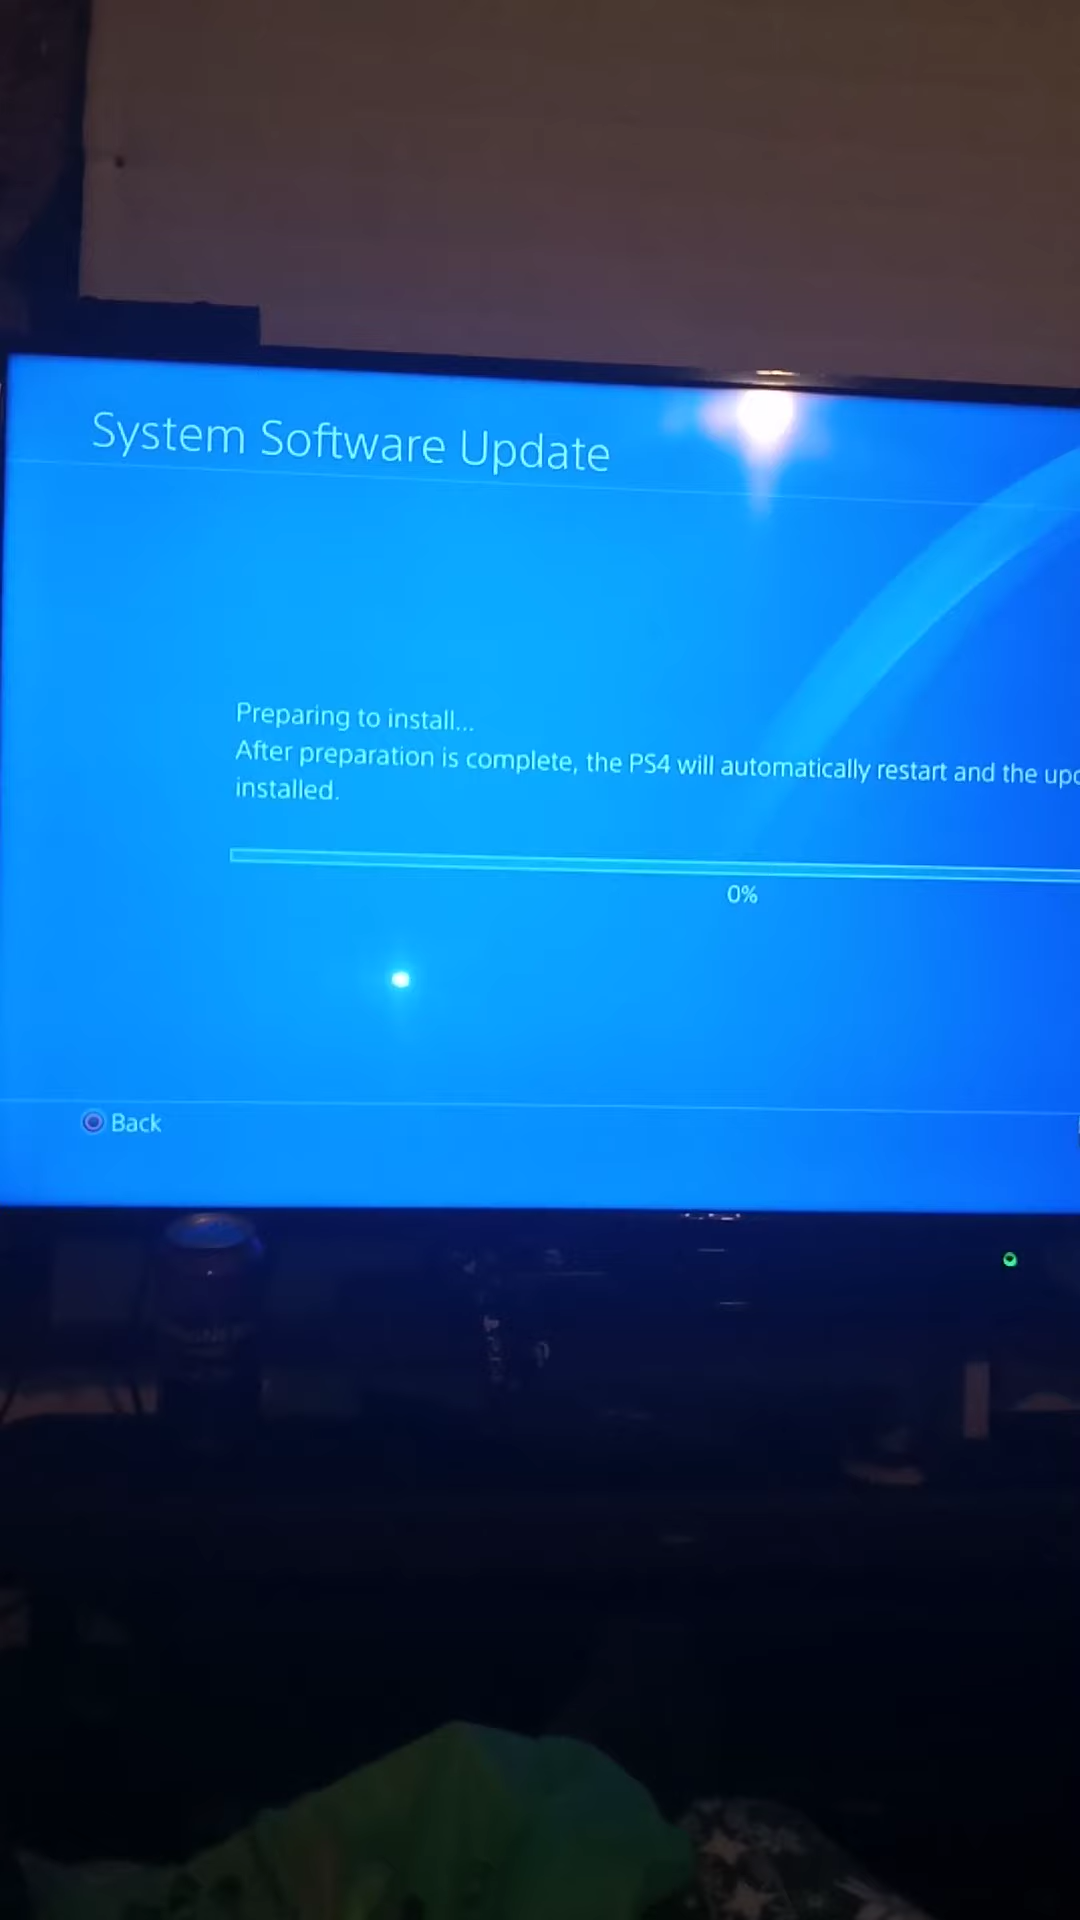 System Software Update
Preparing to install...
After preparation is complete, the PS4 will automatically restart and the
installed.
0%
Back